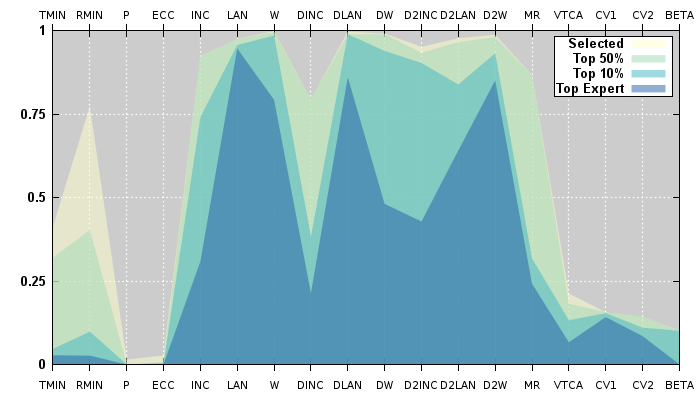 TMIN RMIN P ECC INC LAN W DINC DLAN DW D2INC D2LAN D2W MR VTCA CV1 CV2 BETA
1
Selected
Top 50%
Top 10%
Top Expert
0.75
0.5
0.25
0
TMIN RMIN P ECC INC LAN W DINC DLAN DW D2INC D2LAN D2W MR VTCA CV1 CV2 BETA